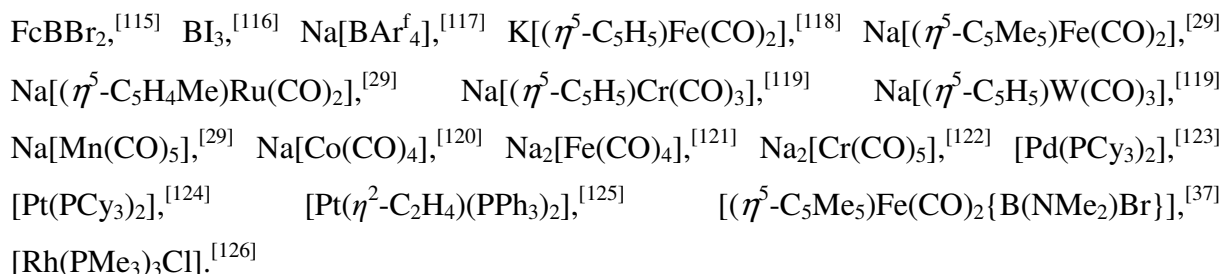 FcBBr₂,[115] BI₃,[116] Na[BArᶠ₄],[117] K[(η⁵-C₅H₅)Fe(CO)₂],[118] Na[(η⁵-C₅Me₅)Fe(CO)₂],[29]
Na[(η⁵-C₅H₄Me)Ru(CO)₂],[29] Na[(η⁵-C₅H₅)Cr(CO)₃],[119] Na[(η⁵-C₅H₅)W(CO)₃],[119]
Na[Mn(CO)₅],[29] Na[Co(CO)₄],[120] Na₂[Fe(CO)₄],[121] Na₂[Cr(CO)₅],[122] [Pd(PCy₃)₂],[123]
[Pt(PCy₃)₂],[124] [Pt(η²-C₂H₄)(PPh₃)₂],[125] [(η⁵-C₅Me₅)Fe(CO)₂{B(NMe₂)Br}],[37]
[Rh(PMe₃)₃Cl].[126]